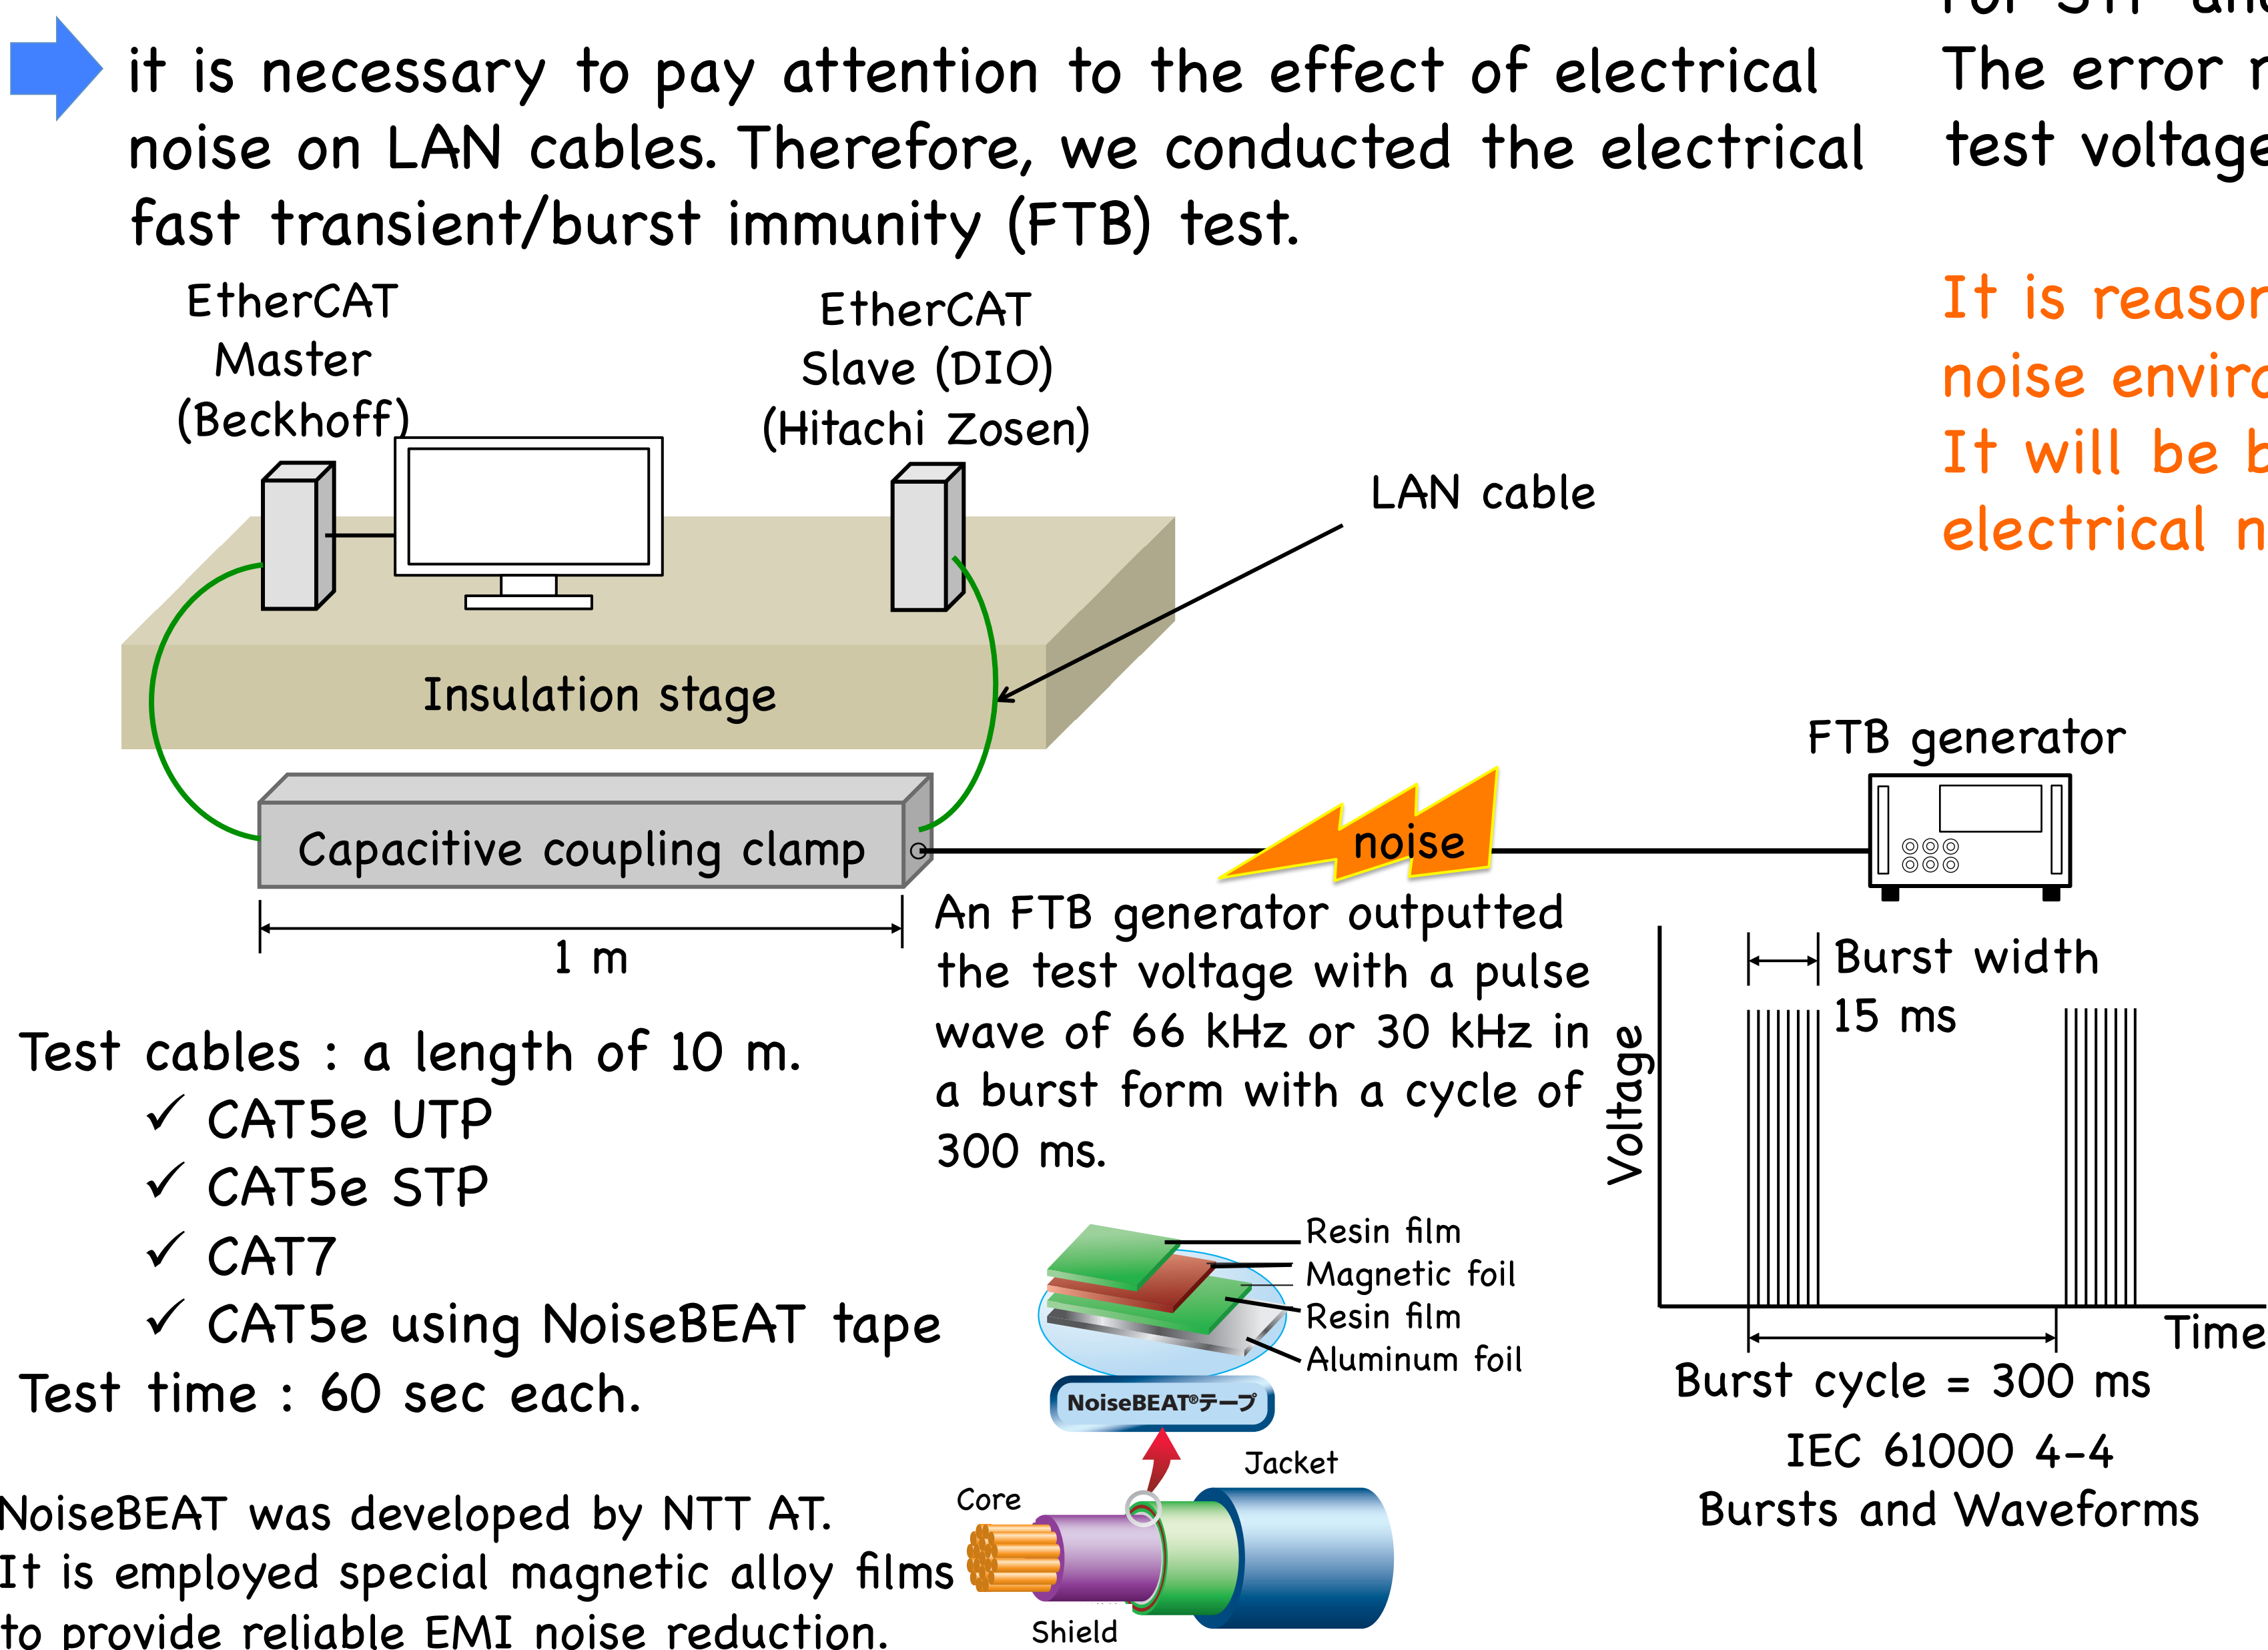 it is necessary to pay attention to the effect of electrical
noise on LAN cables. Therefore, we conducted the electrical
fast transient/burst immunity (FTB) test.
EtherCAT
Master
(Beckhoff)
EtherCAT
Slave (DIO)
(Hitachi Zosen)
LAN cable
Insulation stage
Capacitive coupling clamp
1 m
noise
FTB generator
An FTB generator outputted
the test voltage with a pulse
wave of 66 kHz or 30 kHz in
a burst form with a cycle of
300 ms.
Voltage
Burst width
15 ms
Time
Burst cycle = 300 ms
IEC 61000 4-4
Bursts and Waveforms
Test cables : a length of 10 m.
✓ CAT5e UTP
✓ CAT5e STP
✓ CAT7
✓ CAT5e using NoiseBEAT tape
Test time : 60 sec each.
Resin film
Magnetic foil
Resin film
Aluminum foil
NoiseBEAT®テープ
Jacket
Core
Shield
NoiseBEAT was developed by NTT AT.
It is employed special magnetic alloy films
to provide reliable EMI noise reduction.
The error
test voltage
It is
noise
It will be
electrical